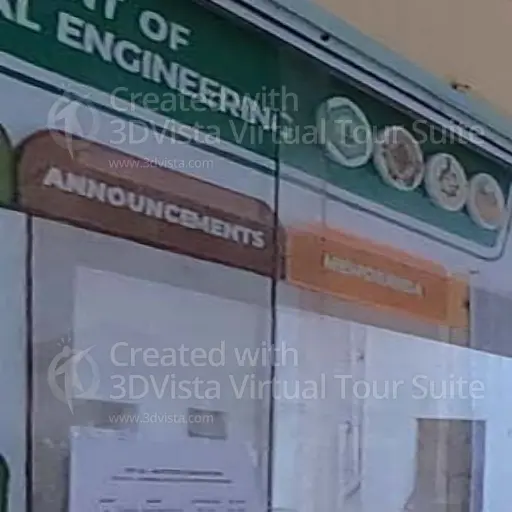 OF
AL ENGINEERING
Created with
3DVista Virtual Tour Suite
www.3dvista.com
ANNOUNCEMENTS
MEMORANDA
Created with
3DVista Virtual Tour Suite
www.3dvista.com